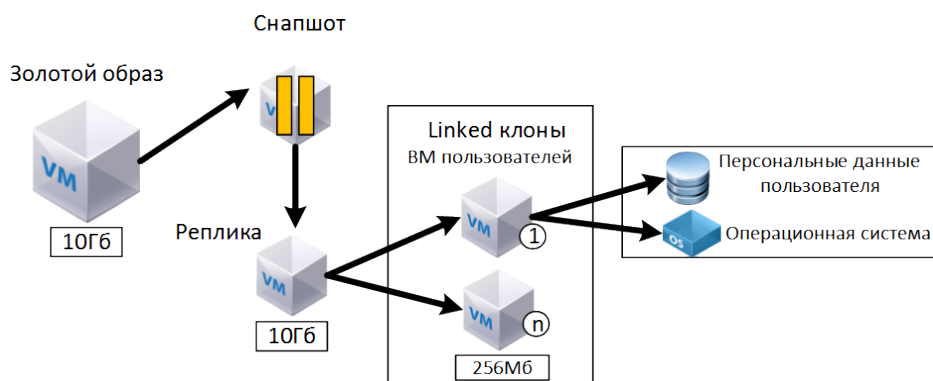 Снапшот
Золотой образ
VM
VM
10Гб
Реплика
VM
10Гб
Linked клоны
ВМ пользователей
VM
1
VM
n
256Мб
Персональные данные
пользователя
OS
Операционная система